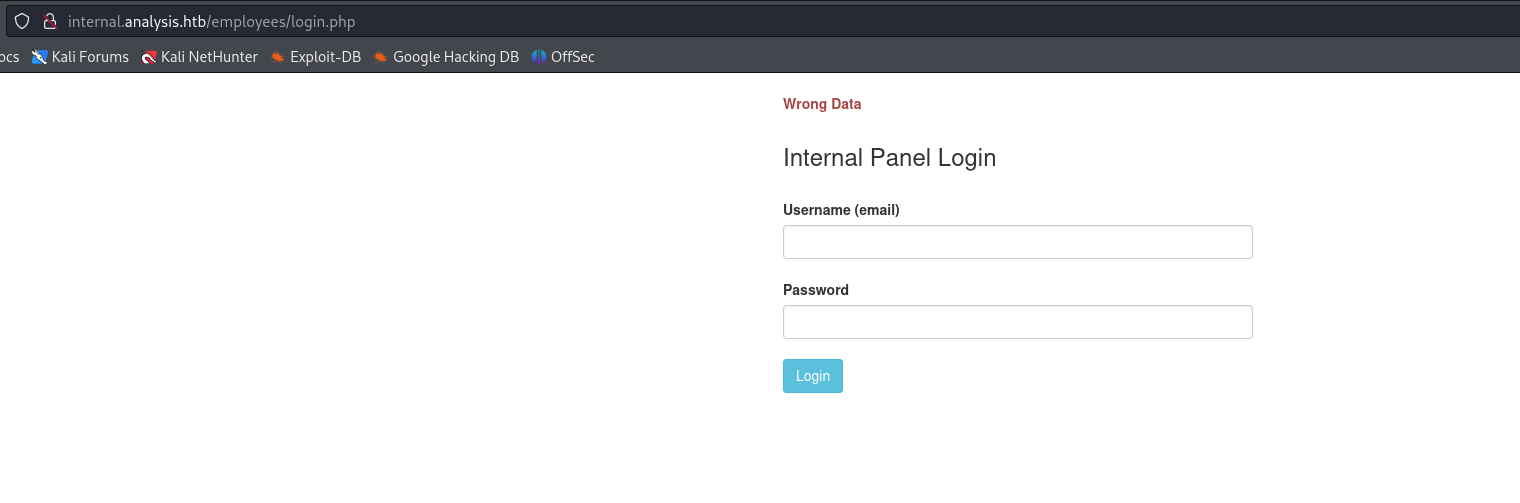 internal.analysis.htb/employees/login.php
ocs Kali Forums Kali NetHunter Exploit-DB Google Hacking DB OffSec
Wrong Data
Internal Panel Login
Username (email)
Password
Login